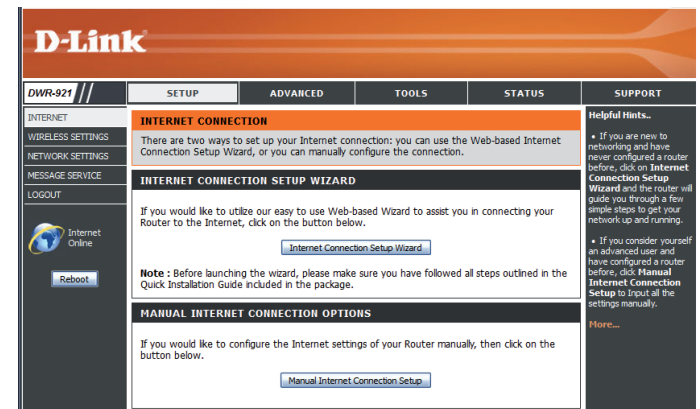 D-Link
DWR-921
SETUP
ADVANCED
TOOLS
STATUS
SUPPORT
INTERNET
WIRELESS SETTINGS
NETWORK SETTINGS
MESSAGE SERVICE
LOGOUT
Internet
Online
Reboot
INTERNET CONNECTION
There are two ways to set up your Internet connection: you can use the Web-based Internet
Connection Setup Wizard, or you can manually configure the connection.
INTERNET CONNECTION SETUP WIZARD
If you would like to utilize our easy to use Web-based Wizard to assist you in connecting your
Router to the Internet, click on the button below.
Internet Connection Setup Wizard
Note : Before launching the wizard, please make sure you have followed all steps outlined in the
Quick Installation Guide included in the package.
MANUAL INTERNET CONNECTION OPTIONS
If you would like to configure the Internet settings of your Router manually, then click on the
button below.
Manual Internet Connection Setup
Helpful Hints..
• If you are new to
networking and have
never configured a router
before, click on Internet
Connection Setup
Wizard and the router will
guide you through a few
simple steps to get your
network up and running.
• If you consider yourself
an advanced user and
have configured a router
before, click Manual
Internet Connection
Setup to Input all the
settings manually.
More...